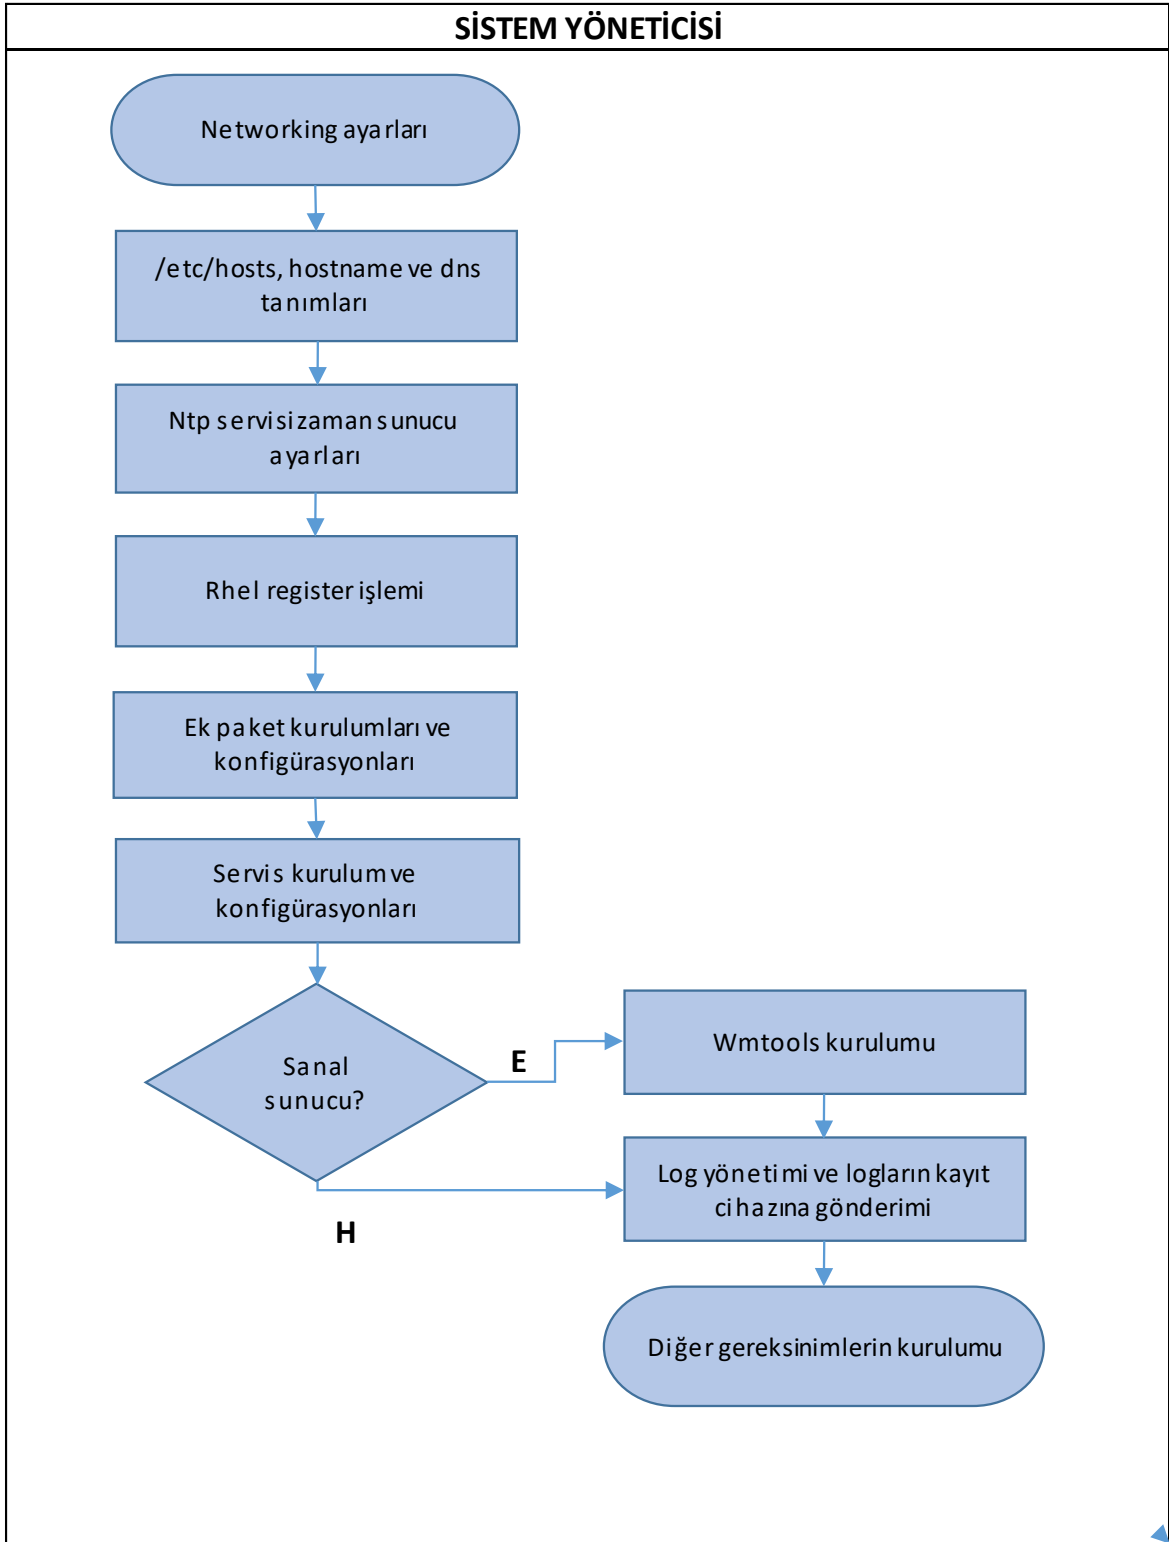 SİSTEM YÖNETİCİSİ
Networking ayarları
/etc/hosts, hostname ve dns
tanımları
Ntp servisi zaman sunucu
ayarları
Rhel register işlemi
Ek paket kurulumları ve
konfigürasyonları
Servis kurulum ve
konfigürasyonları
Sanal
sunucu?
E
Wmtools kurulumu
Log yönetimi ve logların kayıt
cihazına gönderimi
H
Diğer gereksinimlerin kurulumu